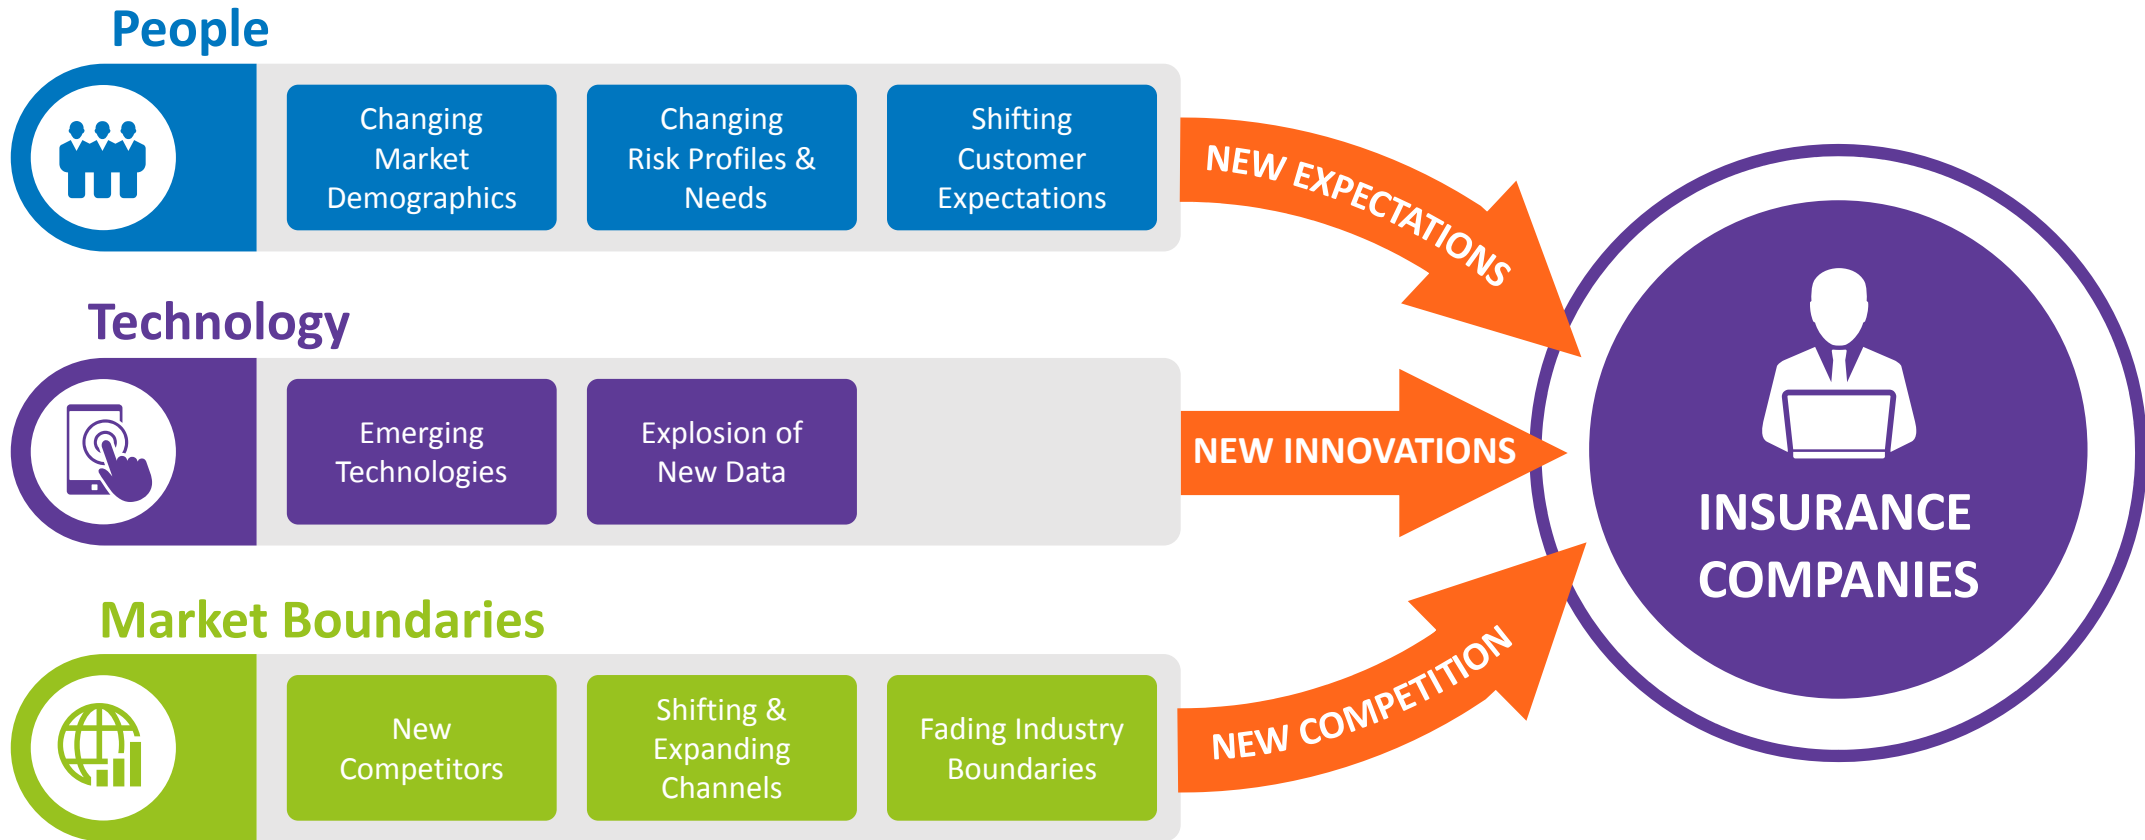 People
Changing
Market
Demographics
Changing
Risk Profiles &
Needs
Shifting
Customer
Expectations
NEW EXPECTATIONS
Technology
Emerging
Technologies
Explosion of
New Data
NEW INNOVATIONS
INSURANCE
COMPANIES
Market Boundaries
New
Competitors
Shifting &
Expanding
Channels
Fading Industry
Boundaries
NEW COMPETITION